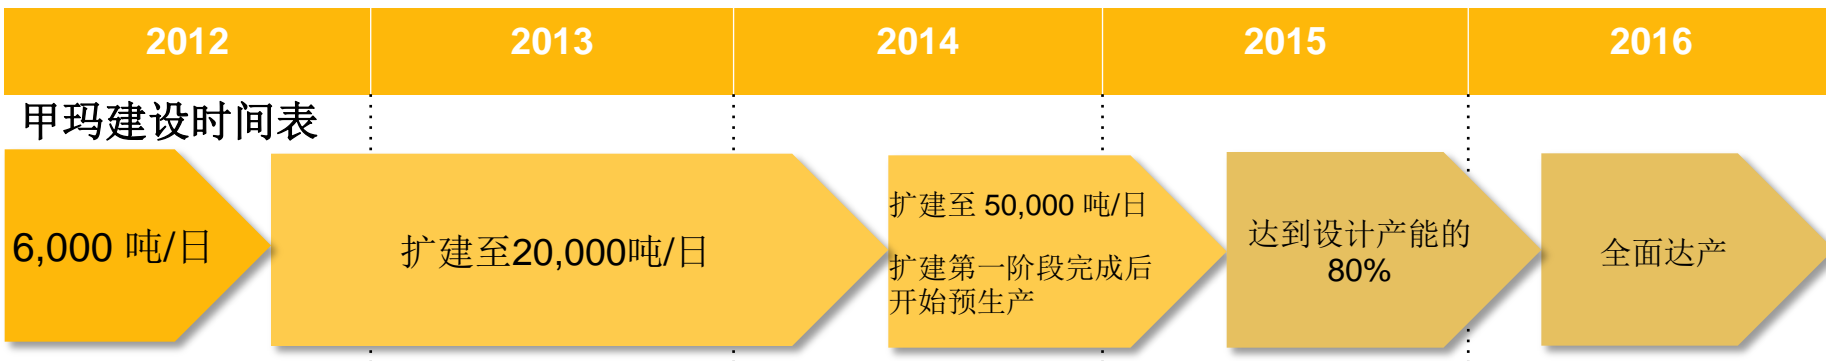 2012 2013 2014 2015 2016
甲玛建设时间表
6,000 吨/日
扩建至20,000吨/日
扩建至 50,000 吨/日
扩建第一阶段完成后
开始预生产
达到设计产能的
80%
全面达产